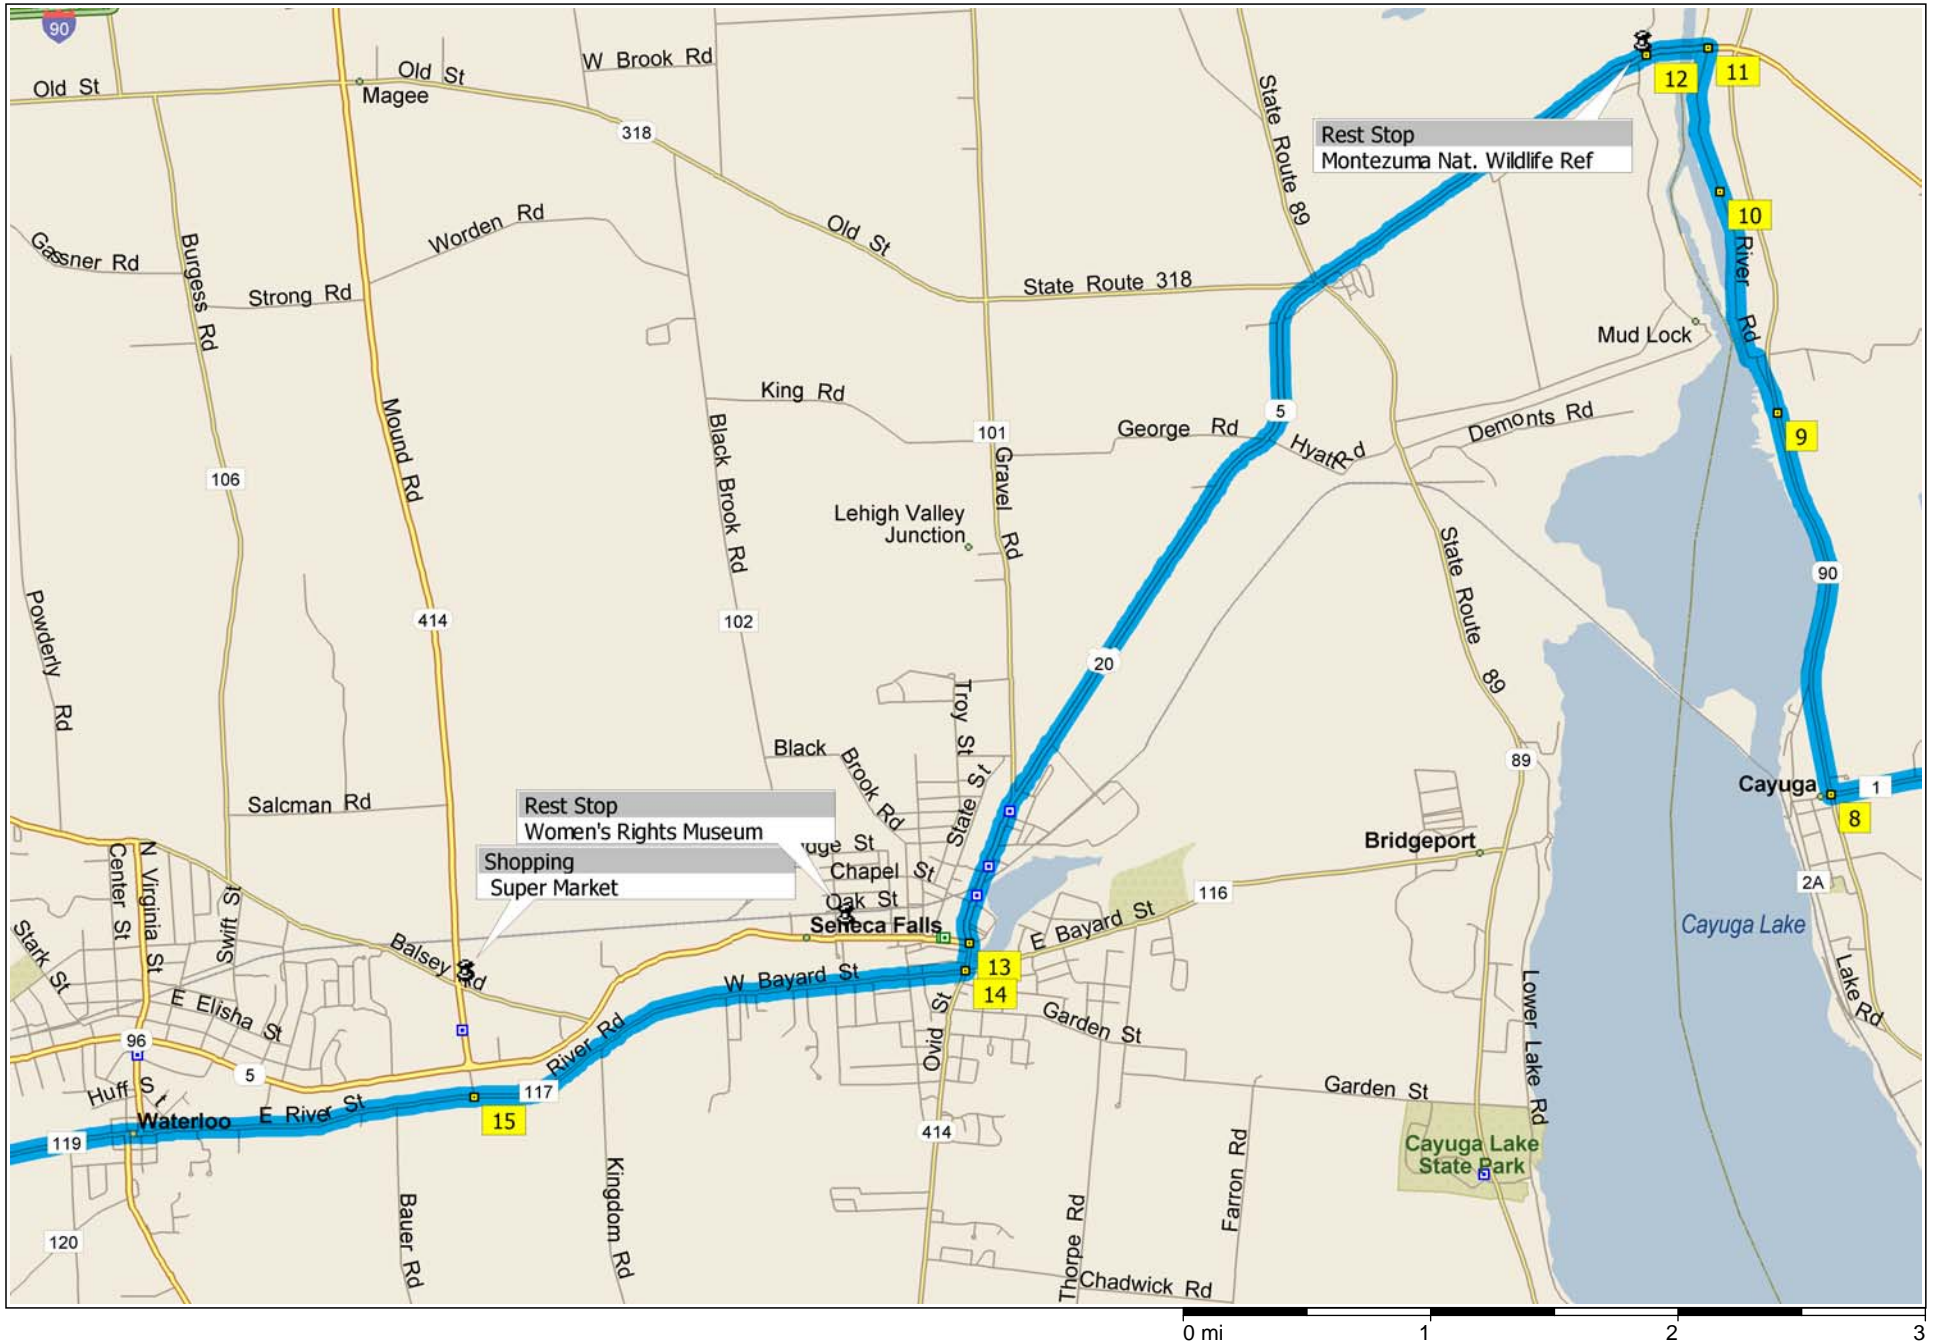 90
Old St
Magee
Old St
W Brook Rd
318
State Route 89
Rest Stop
Montezuma Nat. Wildlife Ref
12
11
10
River Rd
Gassner Rd
Burgess Rd
Worden Rd
Strong Rd
Old St
State Route 318
Mud Lock
King Rd
Mound Rd
Black Brook Rd
101
Gravel Rd
George Rd
5
Hyatt Rd
Demonts Rd
9
106
Lehigh Valley
Junction
State Route 89
90
Powderly Rd
414
102
20
Troy St
Black Brook Rd
State St
89
Cayuga
1
8
Salcman Rd
Rest Stop
Women's Rights Museum
Shopping
Super Market
dge St
Chapel St
Oak St
Seneca Falls
Bridgeport
116
2A
Cayuga Lake
Center St
N Virginia St
Swift St
Stark St
Balsey Rd
E Elisha St
W Bayard St
E Bayard St
13
14
Ovid St
Garden St
Lower Lake Rd
Lake Rd
96
5
River Rd
117
Huff St
Waterloo
E River St
15
119
Garden St
414
Cayuga Lake
State Park
120
Bauer Rd
Kingdom Rd
Thorpe Rd
Farron Rd
Chadwick Rd
0 mi 1 2 3